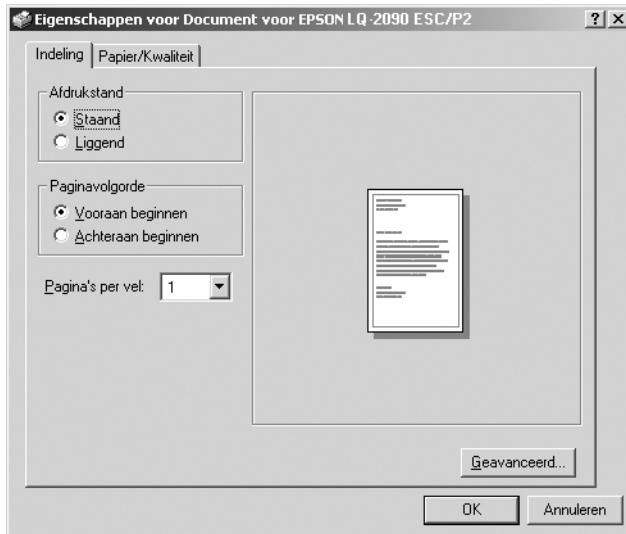 Eigenschappen voor Document voor EPSON LQ-2090 ESC/P2
Indeling
Papier/Kwaliteit
Afdrukstand
Staand
Liggend
Paginavolgorde
Vooraan beginnen
Achteraan beginnen
Pagina's per vel: 1
Geavanceerd...
OK
Annuleren